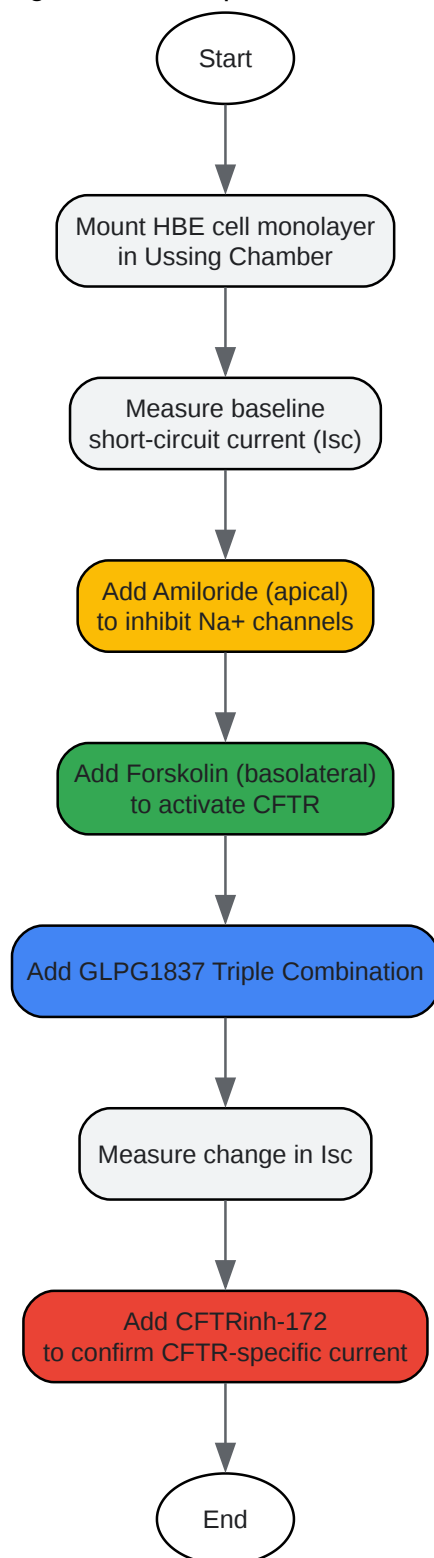 Start
Mount HBE cell monolayer
in Ussing Chamber
Measure baseline
short-circuit current (Isc)
Add Amiloride (apical)
to inhibit Na+ channels
Add Forskolin (basolateral)
to activate CFTR
Add GLPG1837 Triple Combination
Measure change in Isc
Add CFTRinh-172
to confirm CFTR-specific current
End